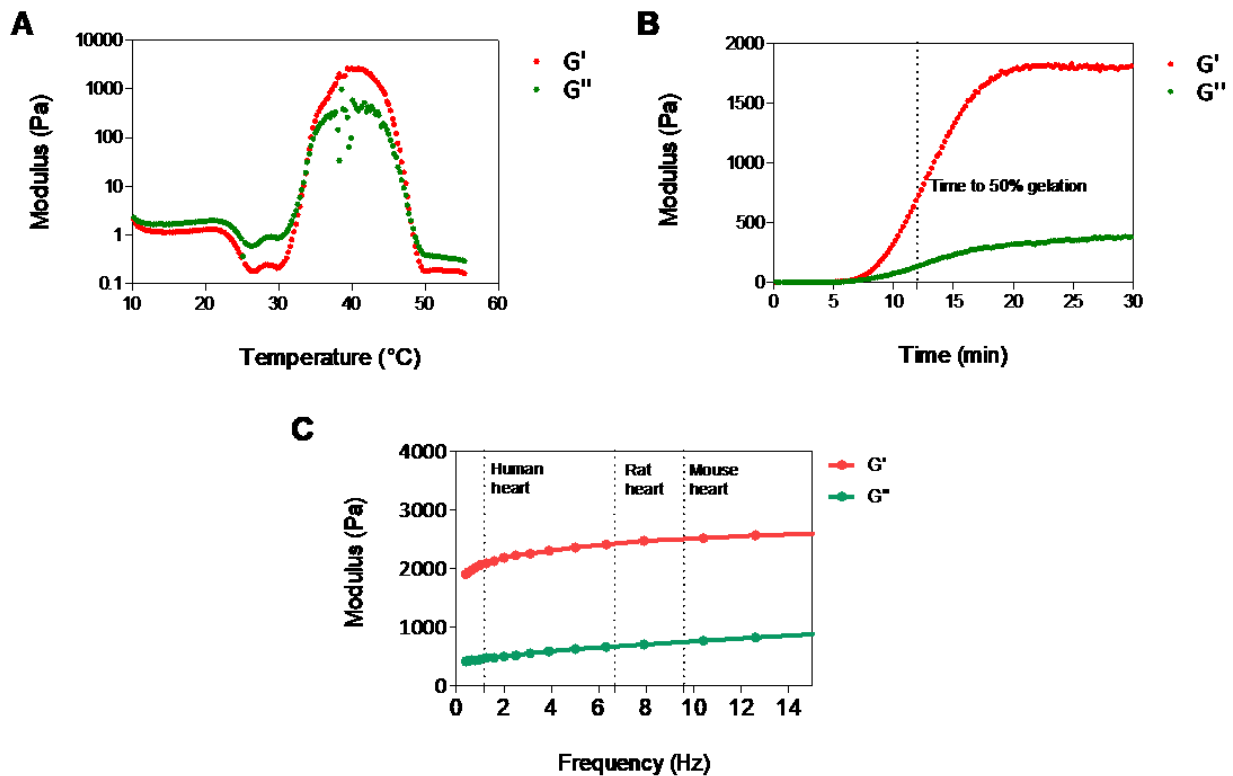 A
10000
1000
100
10
1
0.1
10
20
30
40
50
60
Modulus (Pa)
Temperature (°C)
G'
G''
B
2000
1500
1000
500
0
0
5
10
15
20
25
30
Modulus (Pa)
Time (min)
Time to 50% gelation
G'
G''
C
4000
3000
2000
1000
0
0
2
4
6
8
10
12
14
Modulus (Pa)
Frequency (Hz)
Human
heart
Rat
heart
Mouse
heart
G'
G"